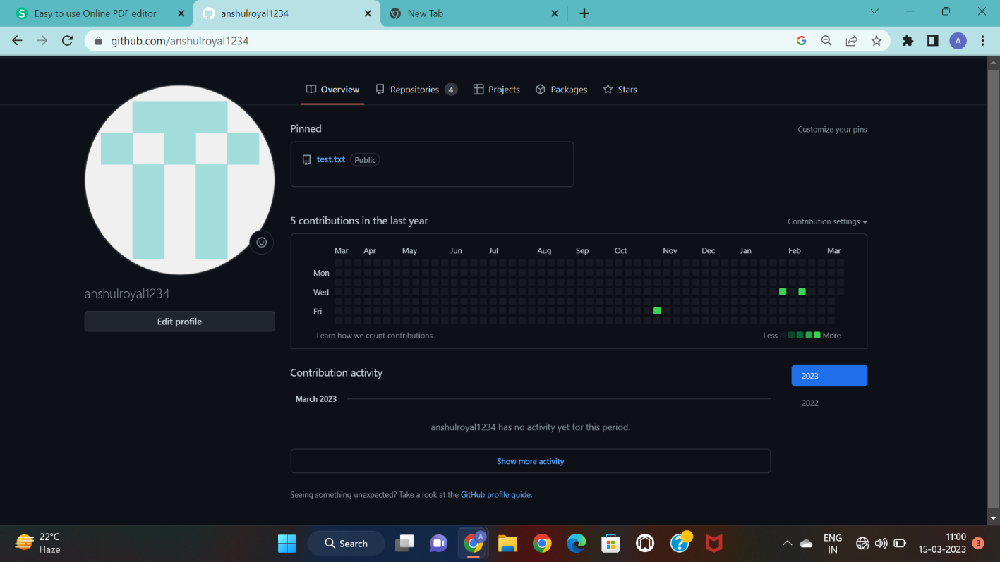 Easy to use Online PDF editor
anshulroyal1234
New Tab
github.com/anshulroyal1234
A
Overview
Repositories 4
Projects
Packages
Stars
Pinned
Customize your pins
test.txt Public
5 contributions in the last year
Contribution settings
Mar Apr May Jun Jul Aug Sep Oct Nov Dec Jan Feb Mar
Mon
Wed
Fri
Learn how we count contributions
Less More
anshulroyal1234
Edit profile
Contribution activity
2023
2022
March 2023
anshulroyal1234 has no activity yet for this period.
Show more activity
Seeing something unexpected? Take a look at the GitHub profile guide.
22°C
Haze
Search
A
ENG
IN
11:00
15-03-2023
3